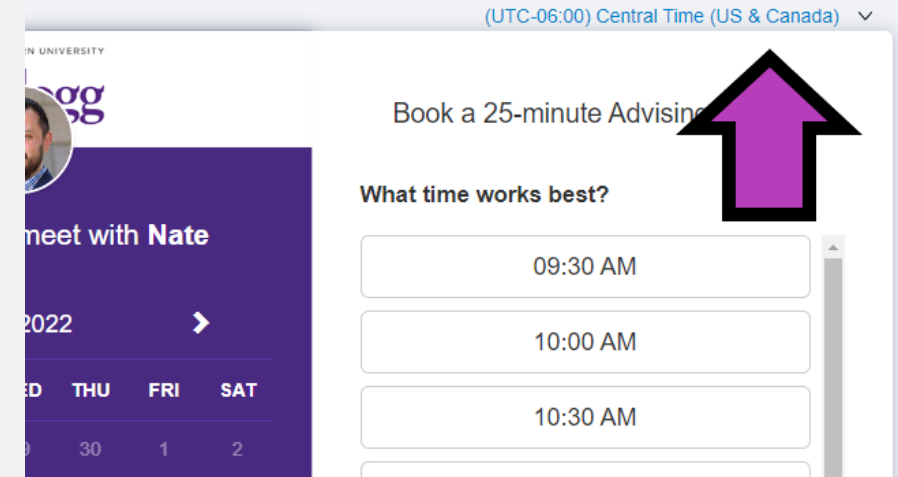 (UTC-06:00) Central Time (US & Canada)
N UNIVERSITY
gg
Book a 25-minute Advising
What time works best?
meet with Nate
09:30 AM
2022
10:00 AM
THU FRI SAT
10:30 AM
30 1 2